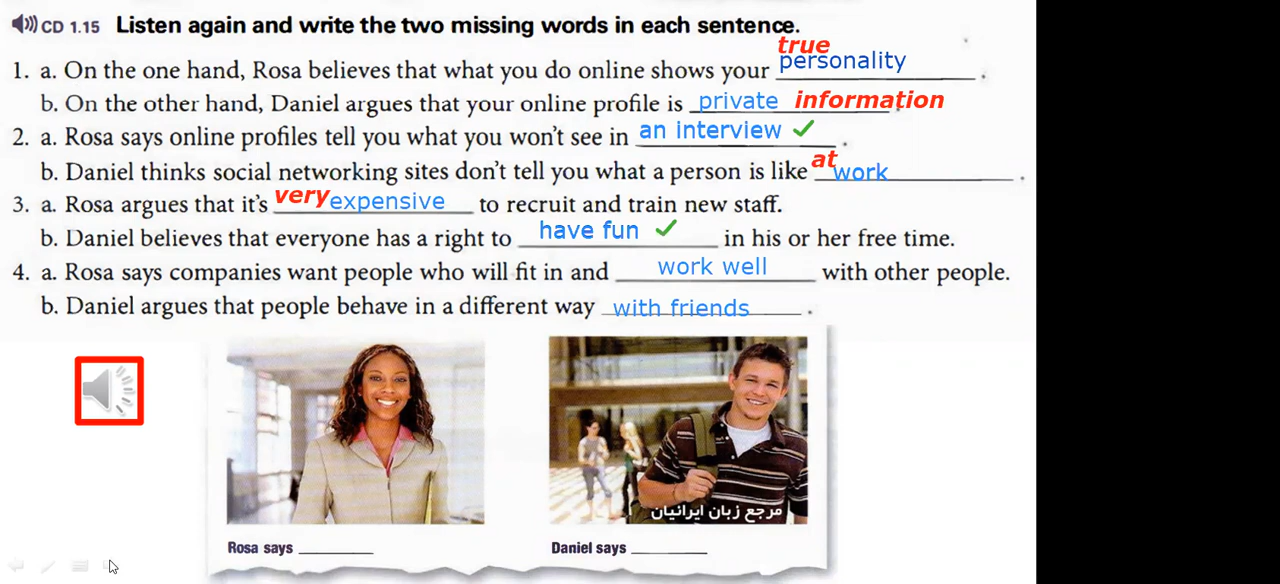 CD 1.15 Listen again and write the two missing words in each sentence.
1. a. On the one hand, Rosa believes that what you do online shows your true personality .
b. On the other hand, Daniel argues that your online profile is private information .
2. a. Rosa says online profiles tell you what you won't see in an interview ✓ .
b. Daniel thinks social networking sites don't tell you what a person is like at work .
3. a. Rosa argues that it's very expensive to recruit and train new staff.
b. Daniel believes that everyone has a right to have fun ✓ in his or her free time.
4. a. Rosa says companies want people who will fit in and work well with other people.
b. Daniel argues that people behave in a different way with friends .
مرجع زبان ایرانیان
Rosa says ________
Daniel says ________